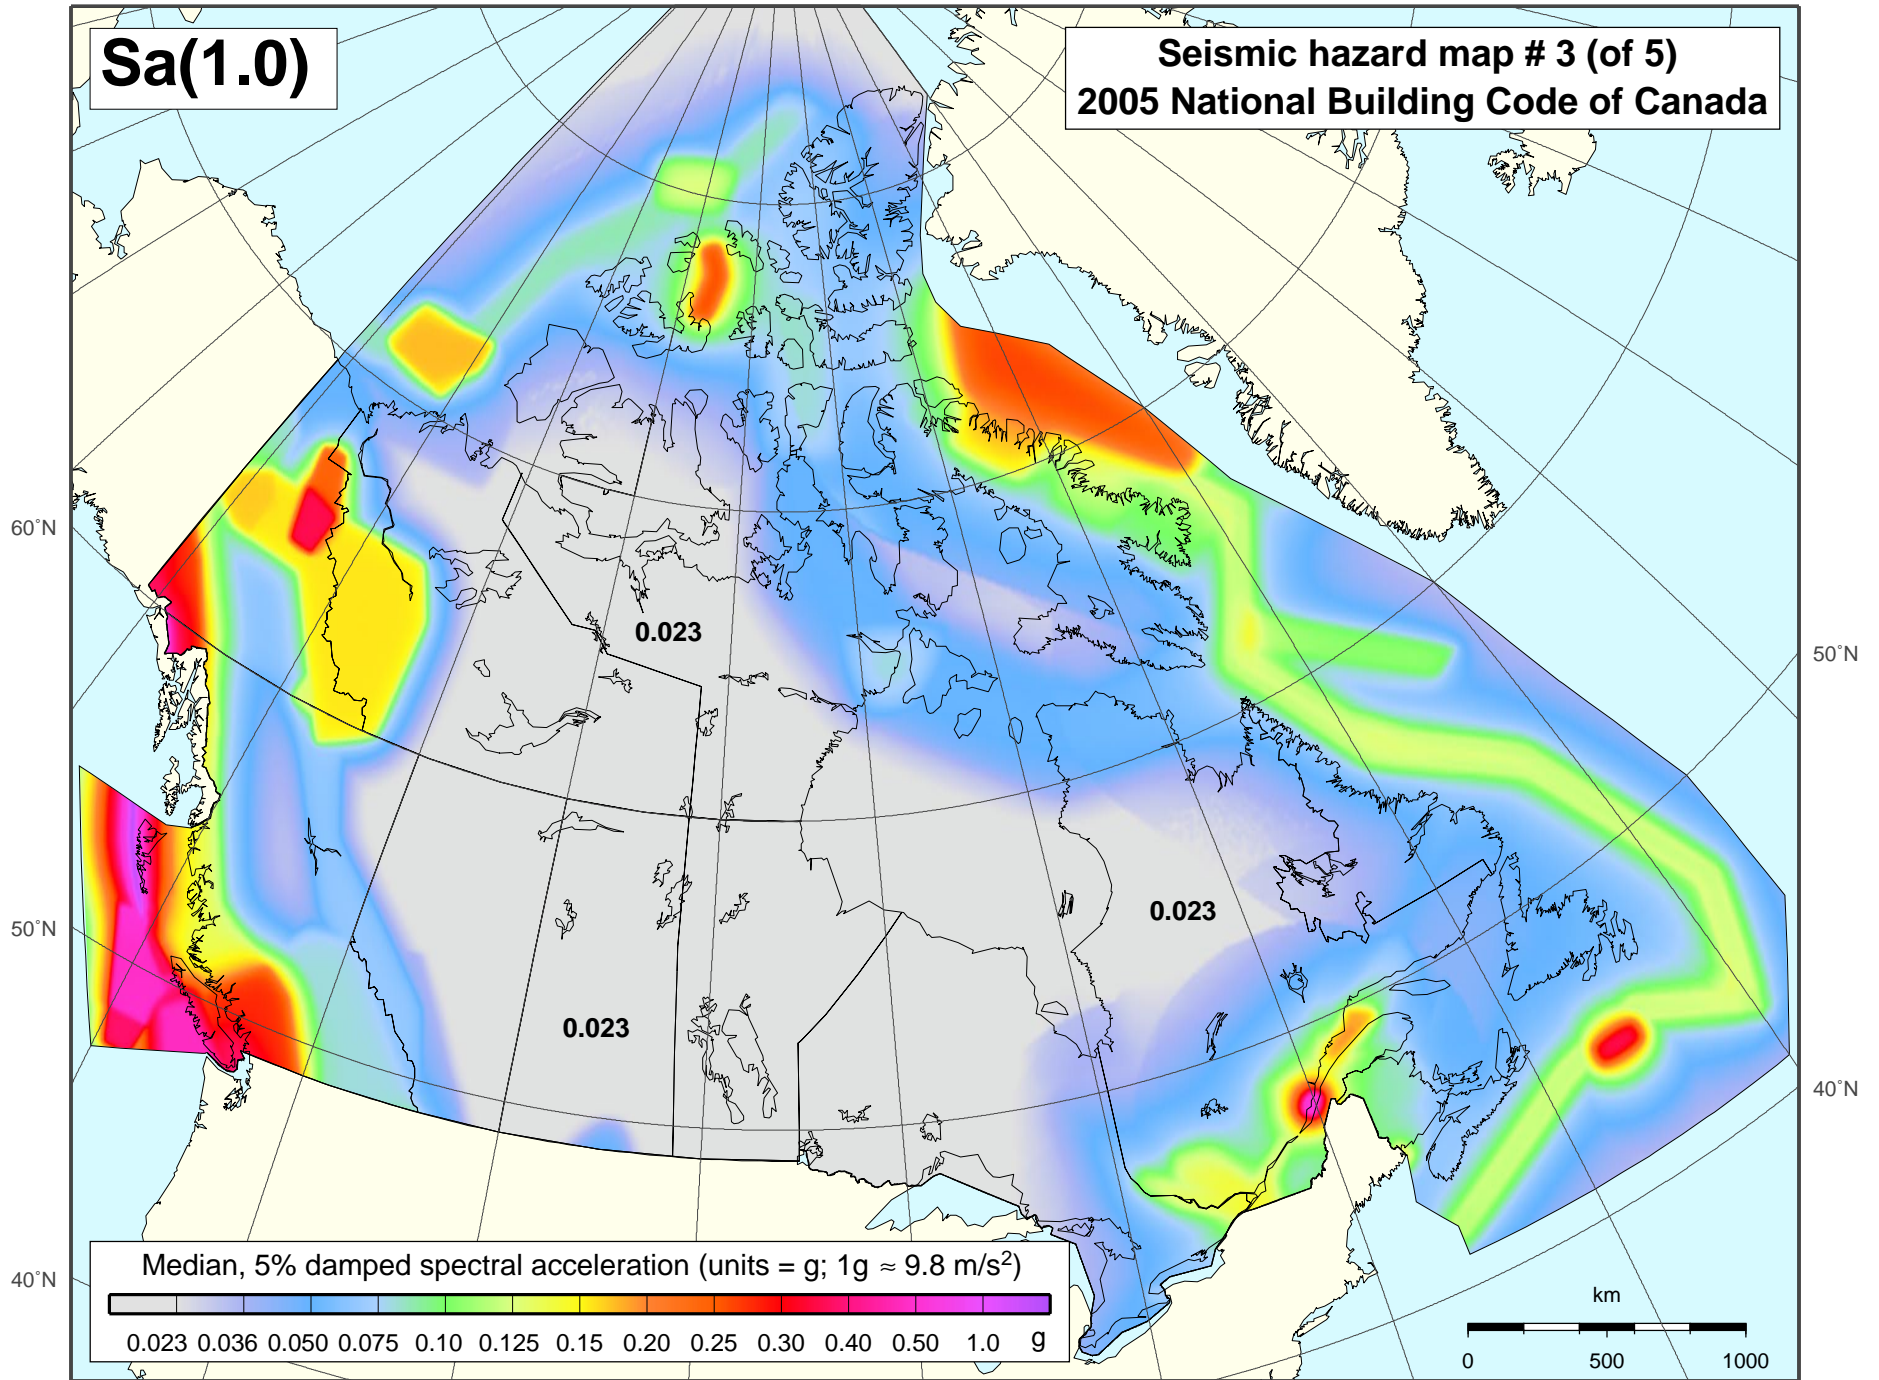 Sa(1.0)
Seismic hazard map # 3 (of 5)
2005 National Building Code of Canada
60°N
50°N
50°N
40°N
40°N
0.023
0.023
0.023
Median, 5% damped spectral acceleration (units = g; 1g ≈ 9.8 m/s²)
0.023 0.036 0.050 0.075 0.10 0.125 0.15 0.20 0.25 0.30 0.40 0.50 1.0 g
km
0 500 1000